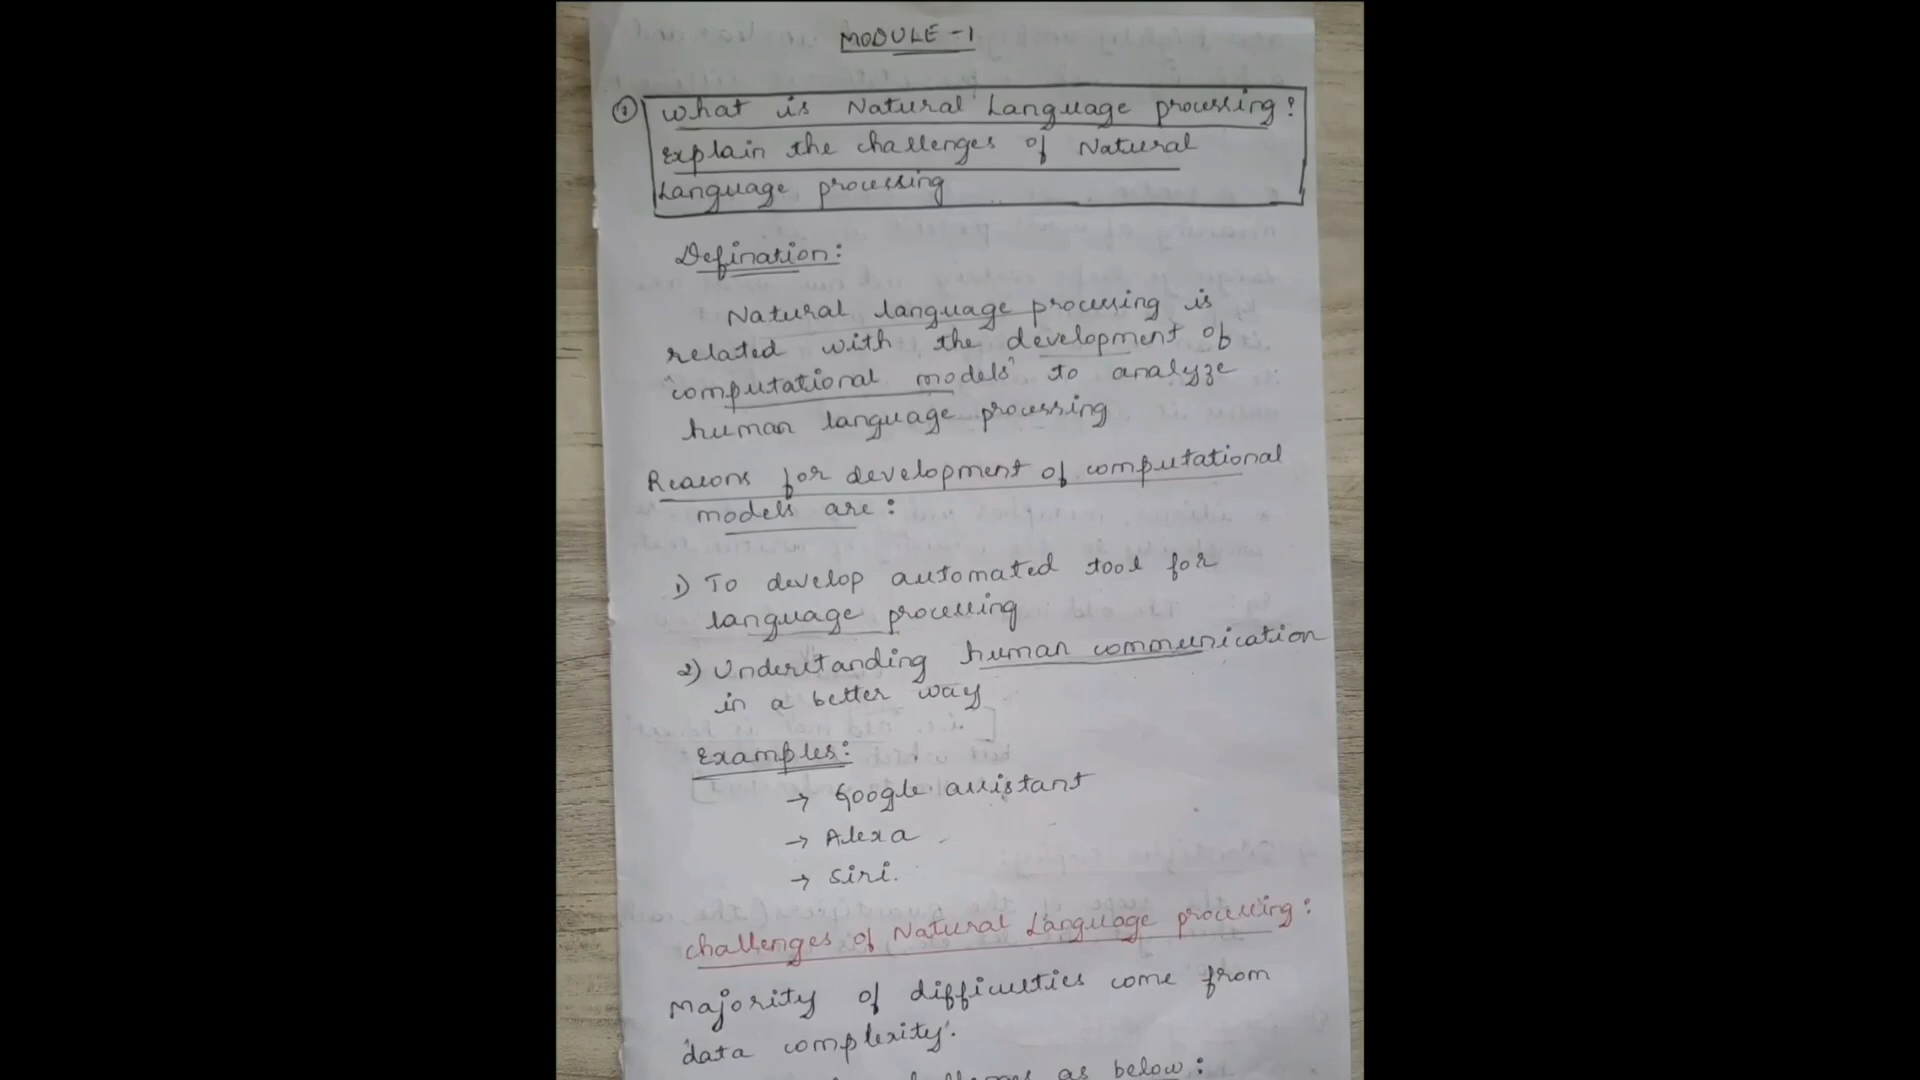 MODULE-1
① What is Natural Language processing?
Explain the challenges of Natural
Language processing
Defination:
Natural language processing is
related with the development of
"computational models" to analyze
human language processing
Reasons for development of computational
models are:
1) To develop automated tool for
language processing
2) Understanding human communication
in a better way
Examples:
→ Google assistant
→ Alexa
→ Siri.
Challenges of Natural Language processing:
Majority of difficulties come from
"data complexity".
as below: